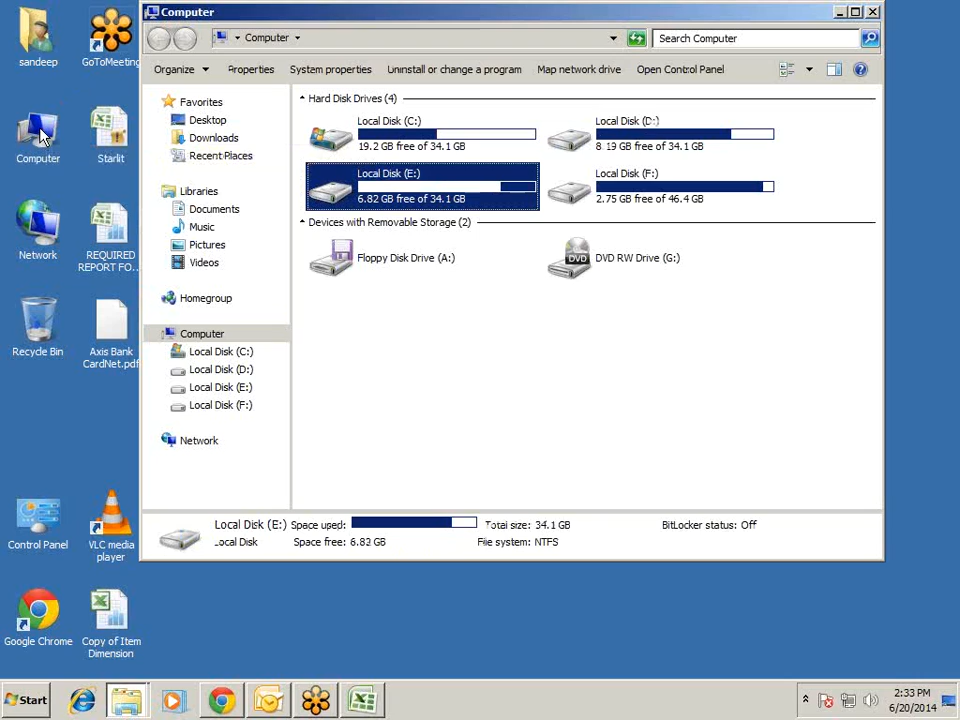 sandeep
GoToMeeting
Computer
Starlit
Network
REQUIRED
REPORT FO...
Recycle Bin
Axis Bank
CardNet.pdf
Control Panel
VLC media
player
Google Chrome
Copy of Item
Dimension
Computer
Computer
Search Computer
Organize
Properties
System properties
Uninstall or change a program
Map network drive
Open Control Panel
Favorites
Desktop
Downloads
Recent Places
Libraries
Documents
Music
Pictures
Videos
Homegroup
Computer
Local Disk (C:)
Local Disk (D:)
Local Disk (E:)
Local Disk (F:)
Network
Hard Disk Drives (4)
Local Disk (C:)
19.2 GB free of 34.1 GB
Local Disk (D:)
8.19 GB free of 34.1 GB
Local Disk (E:)
6.82 GB free of 34.1 GB
Local Disk (F:)
2.75 GB free of 46.4 GB
Devices with Removable Storage (2)
Floppy Disk Drive (A:)
DVD
DVD RW Drive (G:)
Local Disk (E:) Space used: Total size: 34.1 GB BitLocker status: Off
Local Disk Space free: 6.82 GB File system: NTFS
Start
2:33 PM
6/20/2014